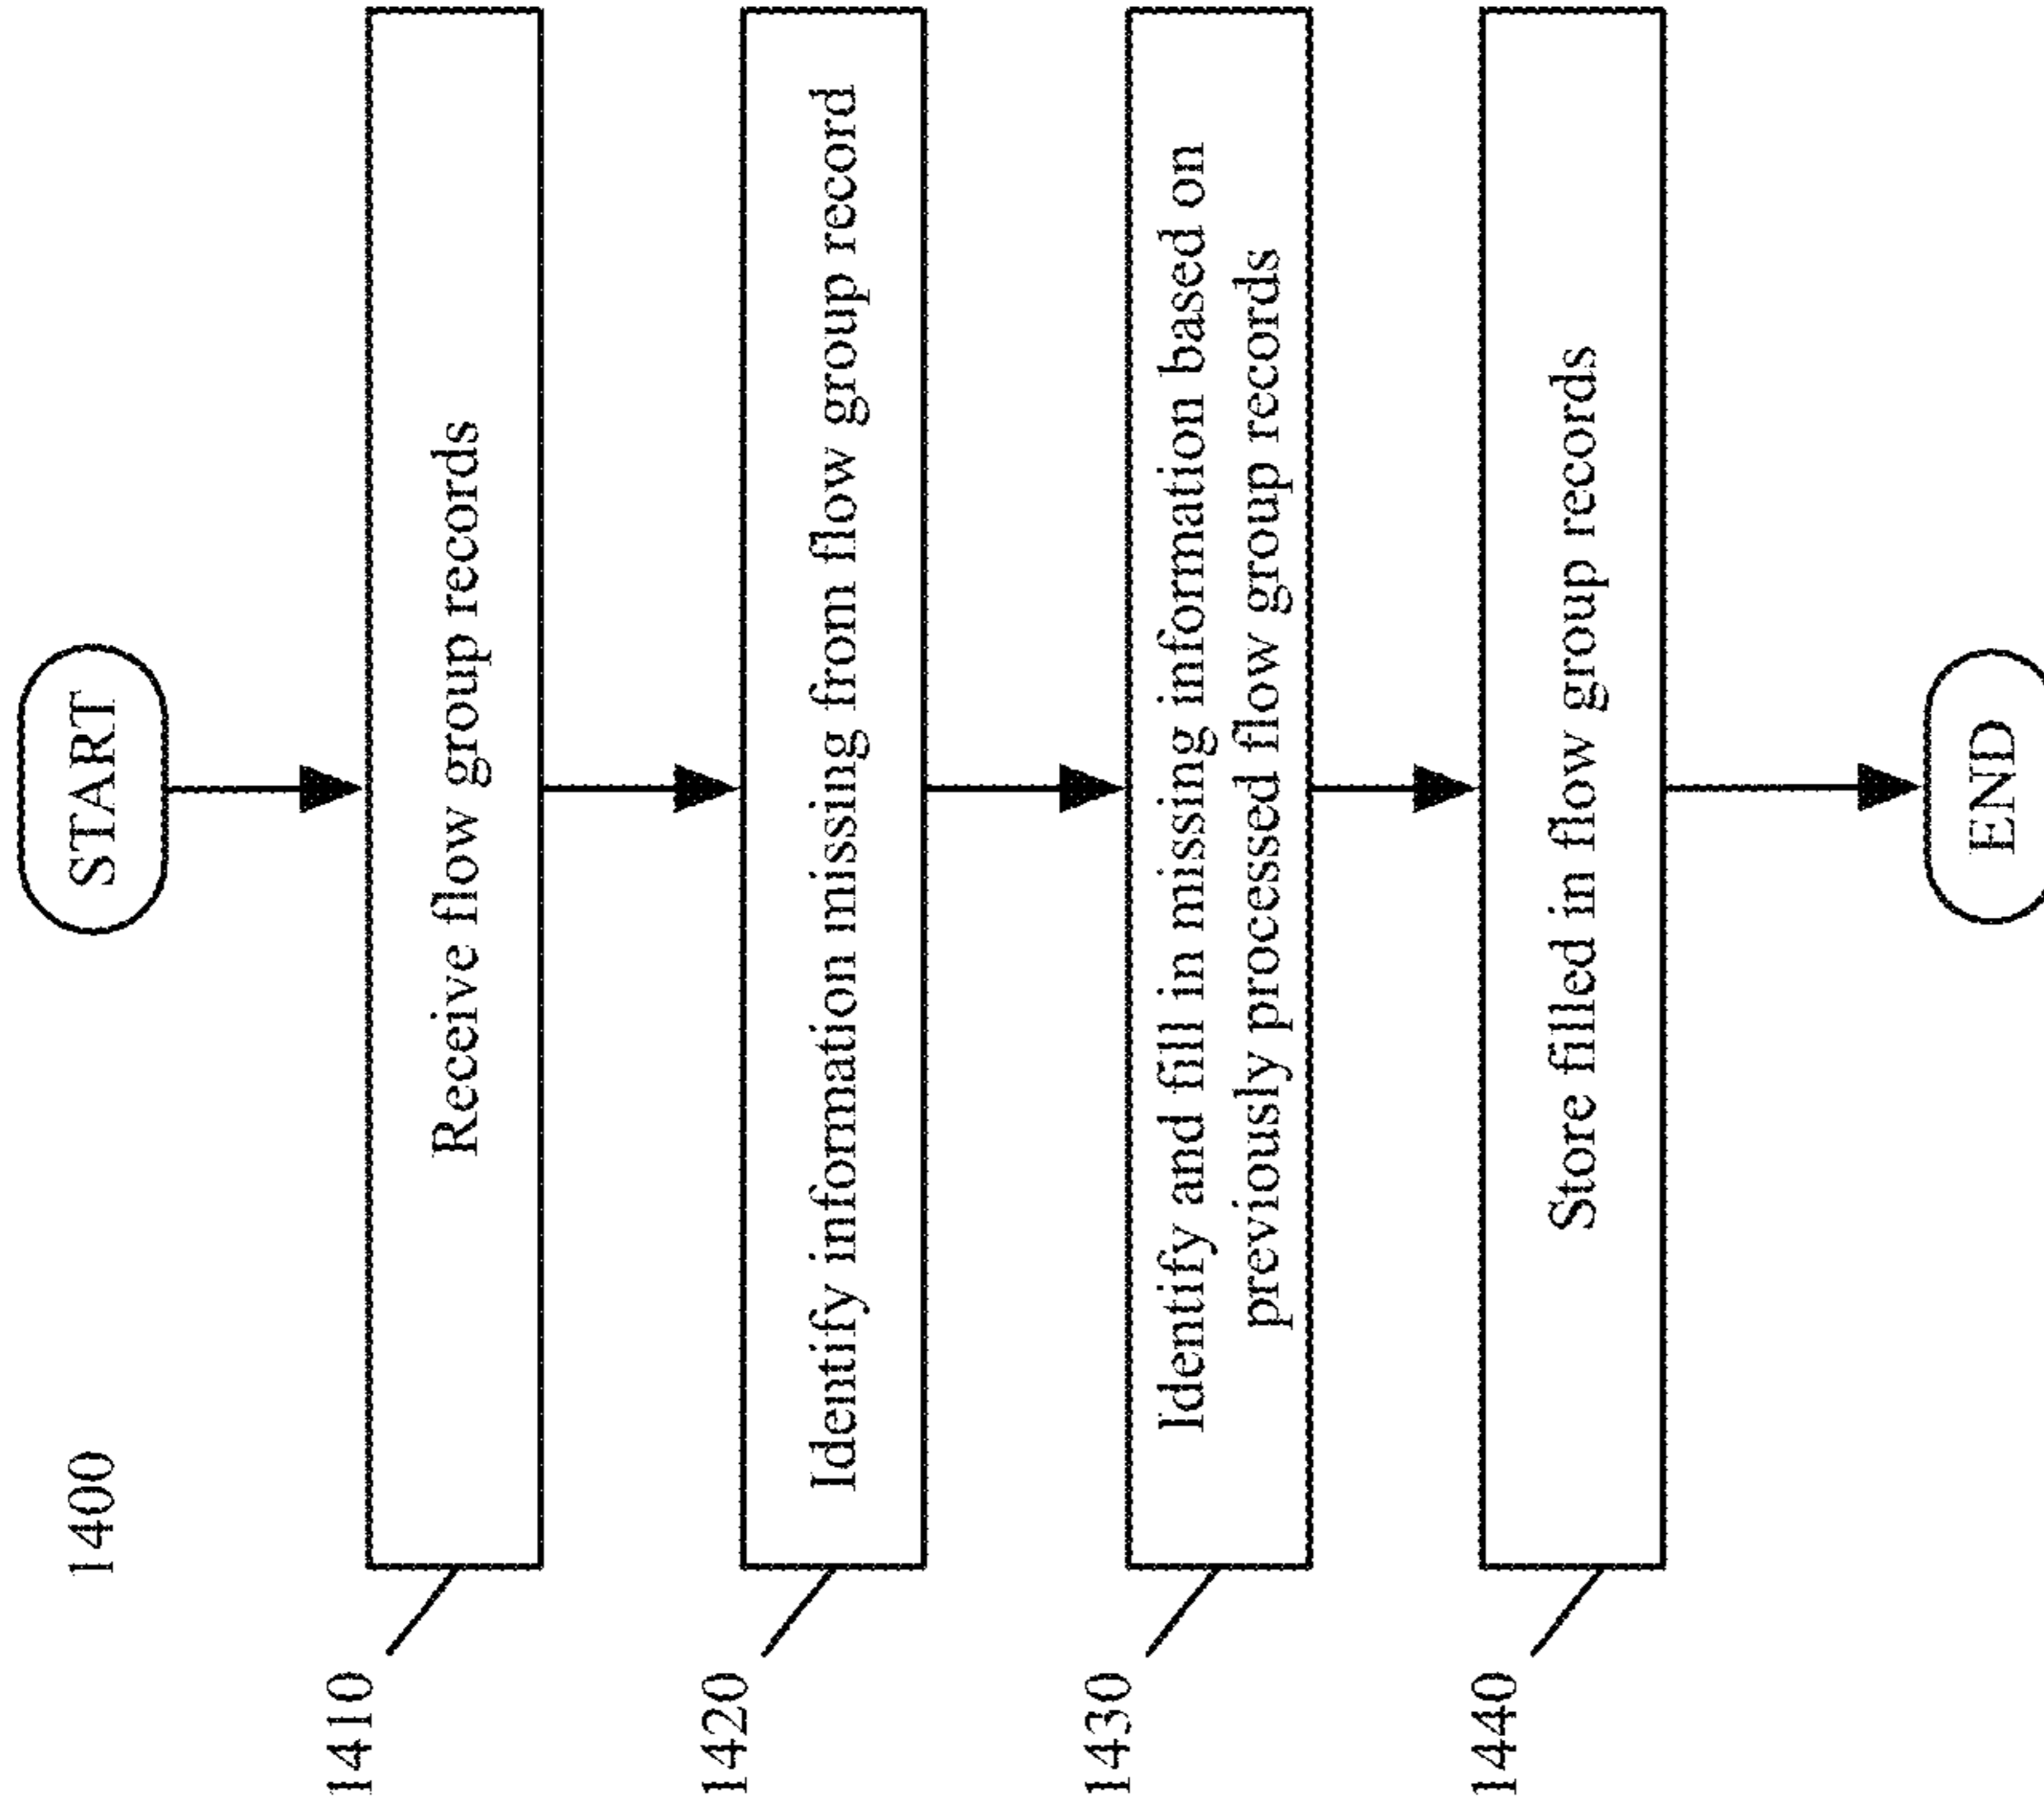 1400
START
1410
Receive flow group records
1420
Identify information missing from flow group record
1430
Identify and fill in missing information based on
previously processed flow group records
1440
Store filled in flow group records
END